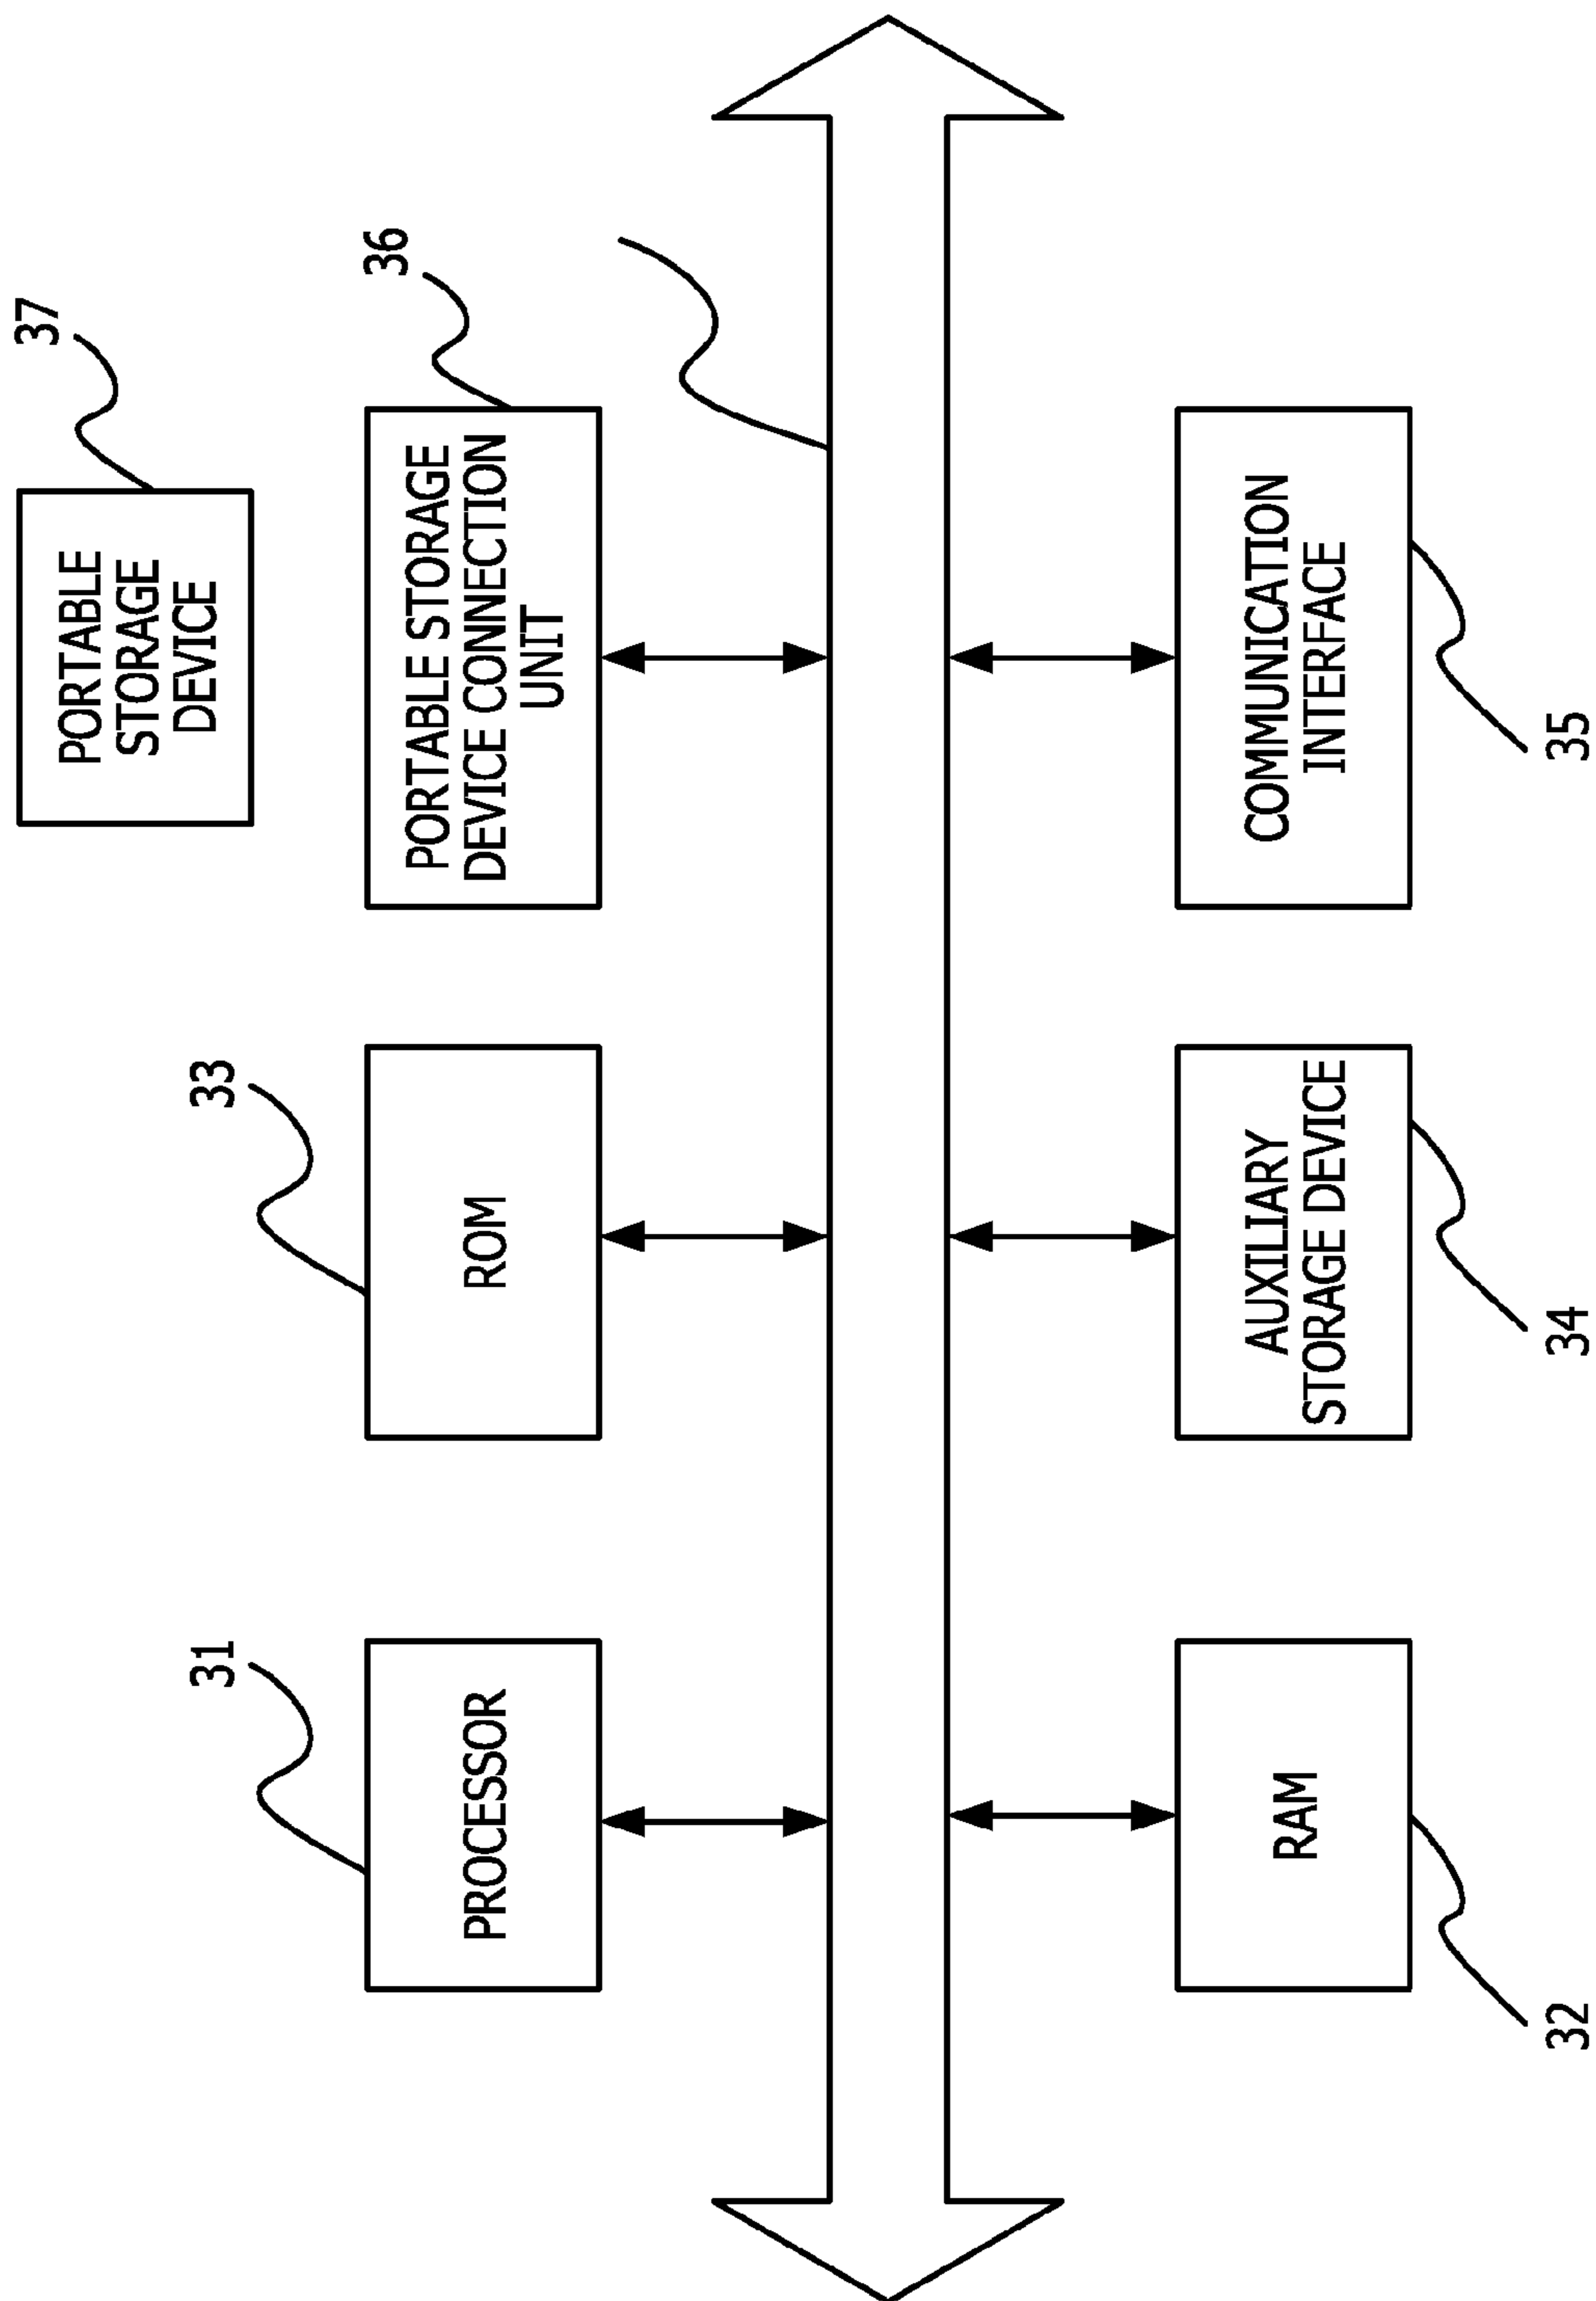 31
PROCESSOR
33
ROM
36
PORTABLE STORAGE
DEVICE CONNECTION
UNIT
37
PORTABLE
STORAGE
DEVICE
RAM
32
AUXILIARY
STORAGE DEVICE
34
COMMUNICATION
INTERFACE
35